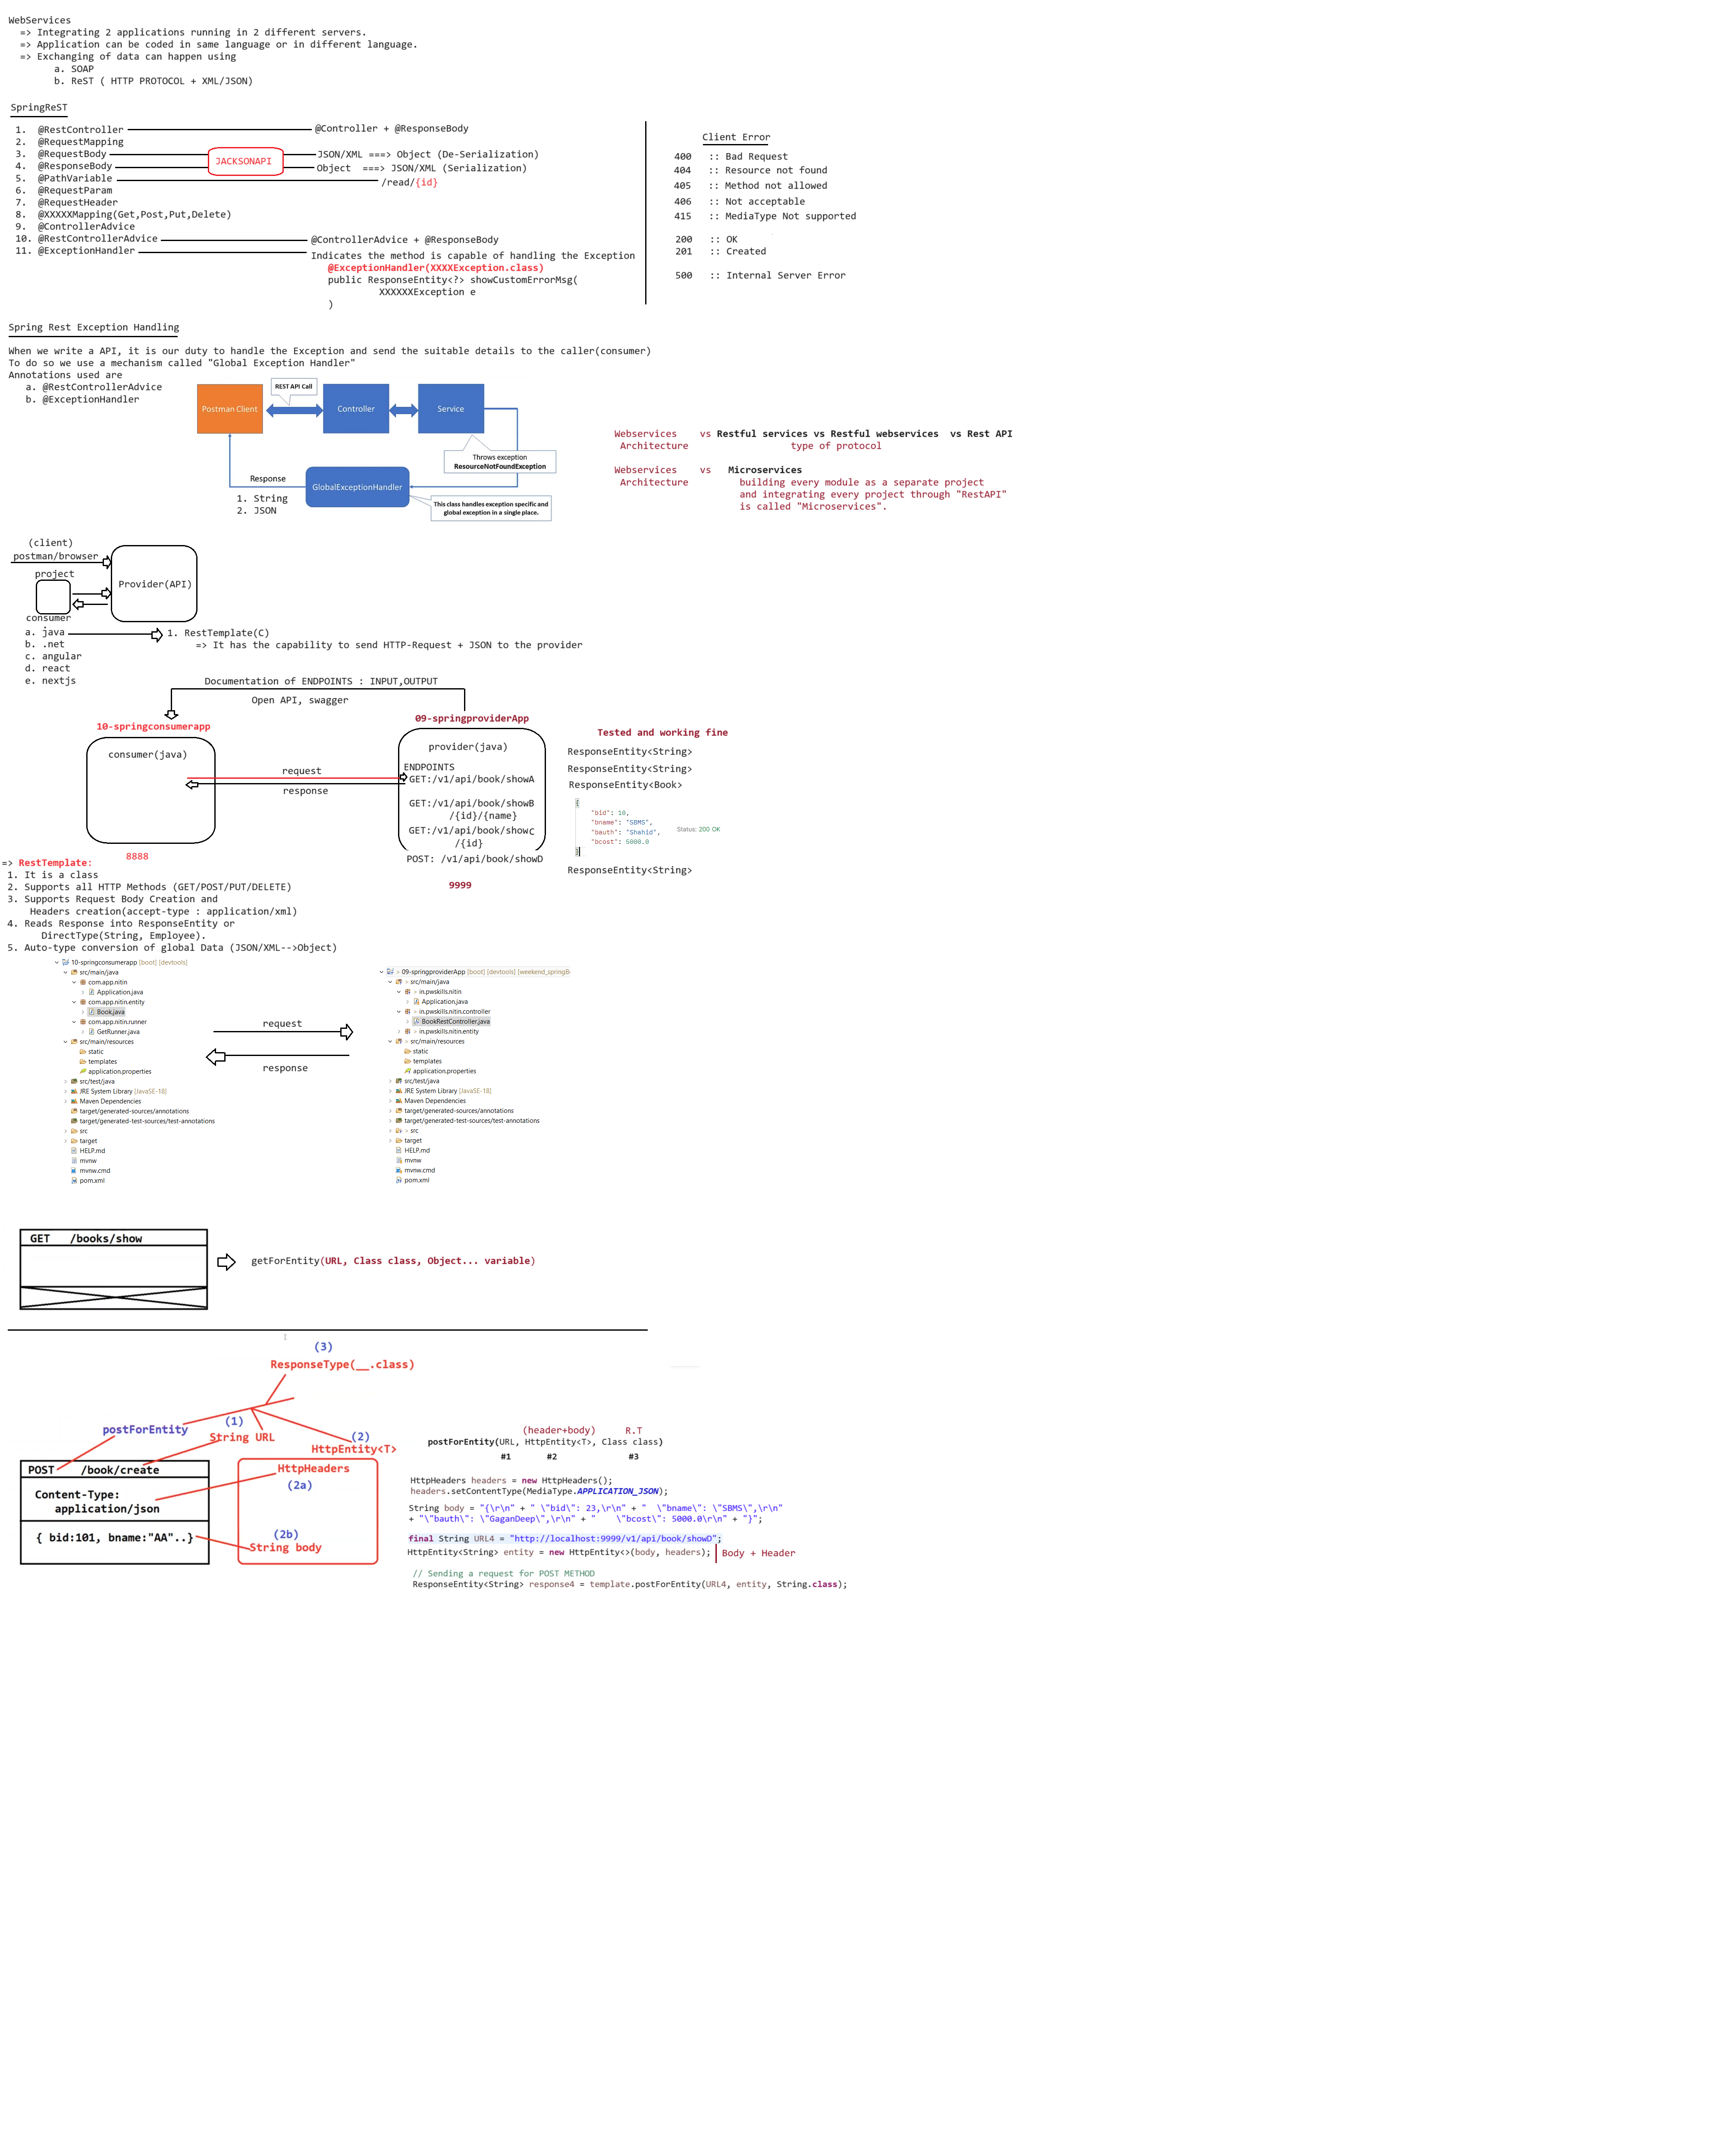 WebServices
=> Integrating 2 applications running in 2 different servers.
=> Application can be coded in same language or in different language.
=> Exchanging of data can happen using
a. SOAP
b. ReST ( HTTP PROTOCOL + XML/JSON)
SpringReST
1. @RestController
@Controller + @ResponseBody
2. @RequestMapping
3. @RequestBody
JACKSONAPI
JSON/XML ===> Object (De-Serialization)
4. @ResponseBody
Object ===> JSON/XML (Serialization)
5. @PathVariable
/read/{id}
6. @RequestParam
7. @RequestHeader
8. @XXXXXMapping(Get,Post,Put,Delete)
9. @ControllerAdvice
10. @RestControllerAdvice
@ControllerAdvice + @ResponseBody
11. @ExceptionHandler
Indicates the method is capable of handling the Exception
@ExceptionHandler(XXXXException.class)
public ResponseEntity<?> showCustomErrorMsg(
XXXXXXException e
)
Client Error
400 :: Bad Request
404 :: Resource not found
405 :: Method not allowed
406 :: Not acceptable
415 :: MediaType Not supported
200 :: OK
201 :: Created
500 :: Internal Server Error
Spring Rest Exception Handling
When we write a API, it is our duty to handle the Exception and send the suitable details to the caller(consumer)
To do so we use a mechanism called "Global Exception Handler"
Annotations used are
a. @RestControllerAdvice
b. @ExceptionHandler
REST API Call
Postman Client
Controller
Service
Throws exception
ResourceNotFoundException
Response
GlobalExceptionHandler
1. String
2. JSON
This class handles exception specific and
global exception in a single place.
Webservices vs Restful services vs Restful webservices vs Rest API
Architecture type of protocol
Webservices vs Microservices
Architecture building every module as a separate project
and integrating every project through "RestAPI"
is called "Microservices".
(client)
postman/browser
project
Provider(API)
consumer
a. java
1. RestTemplate(C)
b. .net
=> It has the capability to send HTTP-Request + JSON to the provider
c. angular
d. react
e. nextjs
Documentation of ENDPOINTS : INPUT,OUTPUT
Open API, swagger
10-springconsumerapp
09-springproviderApp
consumer(java)
provider(java)
ENDPOINTS
request
GET:/v1/api/book/showA
response
GET:/v1/api/book/showB
/{id}/{name}
GET:/v1/api/book/showC
/{id}
POST: /v1/api/book/showD
8888
9999
Tested and working fine
ResponseEntity<String>
ResponseEntity<String>
ResponseEntity<Book>
{
"bid": 10,
"bname": "SBMS",
"bauth": "Shahid",
"bcost": 5000.0
}
Status: 200 OK
ResponseEntity<String>
=> RestTemplate:
1. It is a class
2. Supports all HTTP Methods (GET/POST/PUT/DELETE)
3. Supports Request Body Creation and
Headers creation(accept-type : application/xml)
4. Reads Response into ResponseEntity or
DirectType(String, Employee).
5. Auto-type conversion of global Data (JSON/XML-->Object)
10-springconsumerapp [boot] [devtools]
src/main/java
com.app.nitin
Application.java
com.app.nitin.entity
Book.java
com.app.nitin.runner
GetRunner.java
src/main/resources
static
templates
application.properties
src/test/java
JRE System Library [JavaSE-18]
Maven Dependencies
target/generated-sources/annotations
target/generated-test-sources/test-annotations
src
target
HELP.md
mvnw
mvnw.cmd
pom.xml
request
response
> 09-springproviderApp [boot] [devtools] [weekend_springB
> src/main/java
> in.pwskills.nitin
Application.java
> in.pwskills.nitin.controller
BookRestController.java
> in.pwskills.nitin.entity
> src/main/resources
static
templates
application.properties
src/test/java
JRE System Library [JavaSE-18]
Maven Dependencies
target/generated-sources/annotations
target/generated-test-sources/test-annotations
> src
target
HELP.md
mvnw
mvnw.cmd
pom.xml
GET /books/show
getForEntity(URL, Class class, Object... variable)
(3)
ResponseType(__.class)
(1)
postForEntity
String URL
(2)
HttpEntity<T>
POST /book/create
HttpHeaders
(2a)
Content-Type:
application/json
(2b)
{ bid:101, bname:"AA"..}
String body
(header+body) R.T
postForEntity(URL, HttpEntity<T>, Class class)
#1 #2 #3
HttpHeaders headers = new HttpHeaders();
headers.setContentType(MediaType.APPLICATION_JSON);
String body = "{\r\n" + " \"bid\": 23,\r\n" + " \"bname\": \"SBMS\",\r\n"
+ "\"bauth\": \"GaganDeep\",\r\n" + " \"bcost\": 5000.0\r\n" + "}";
final String URL4 = "http://localhost:9999/v1/api/book/showD";
HttpEntity<String> entity = new HttpEntity<>(body, headers);
Body + Header
// Sending a request for POST METHOD
ResponseEntity<String> response4 = template.postForEntity(URL4, entity, String.class);